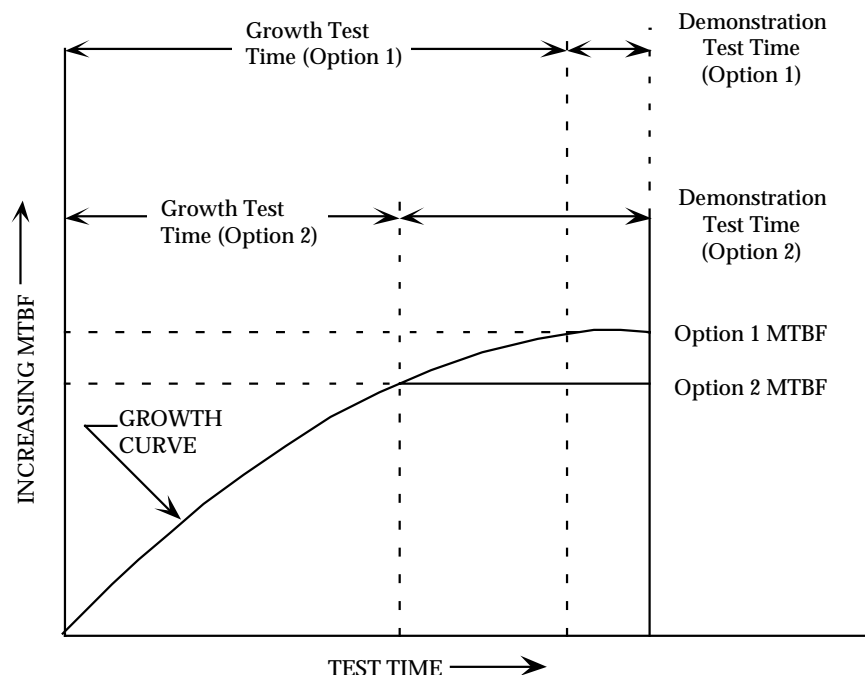 Growth Test
Time (Option 1)
Demonstration
Test Time
(Option 1)
Growth Test
Time (Option 2)
Demonstration
Test Time
(Option 2)
INCREASING MTBF
Option 1 MTBF
Option 2 MTBF
GROWTH
CURVE
TEST TIME